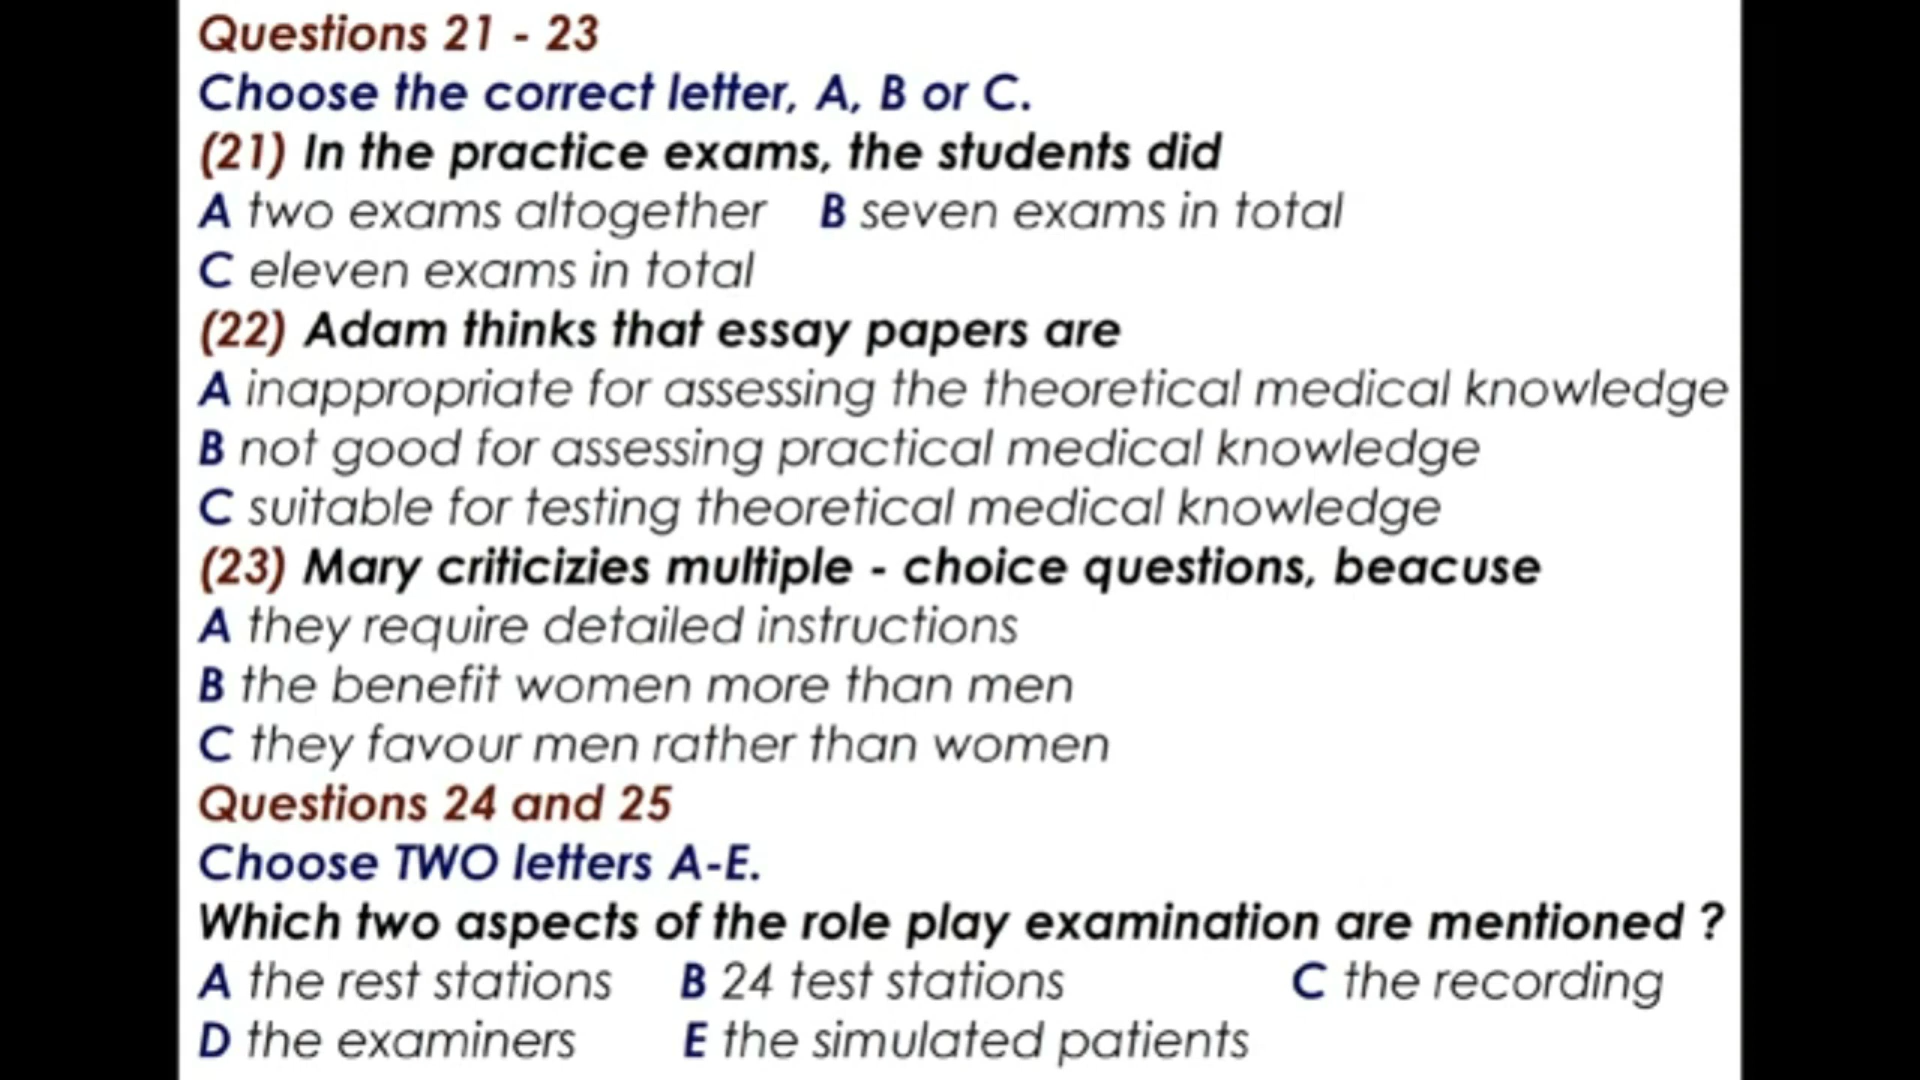 Questions 21 - 23
Choose the correct letter, A, B or C.
(21) In the practice exams, the students did
A two exams altogether B seven exams in total
C eleven exams in total
(22) Adam thinks that essay papers are
A inappropriate for assessing the theoretical medical knowledge
B not good for assessing practical medical knowledge
C suitable for testing theoretical medical knowledge
(23) Mary criticizies multiple - choice questions, beacuse
A they require detailed instructions
B the benefit women more than men
C they favour men rather than women
Questions 24 and 25
Choose TWO letters A-E.
Which two aspects of the role play examination are mentioned ?
A the rest stations B 24 test stations C the recording
D the examiners E the simulated patients